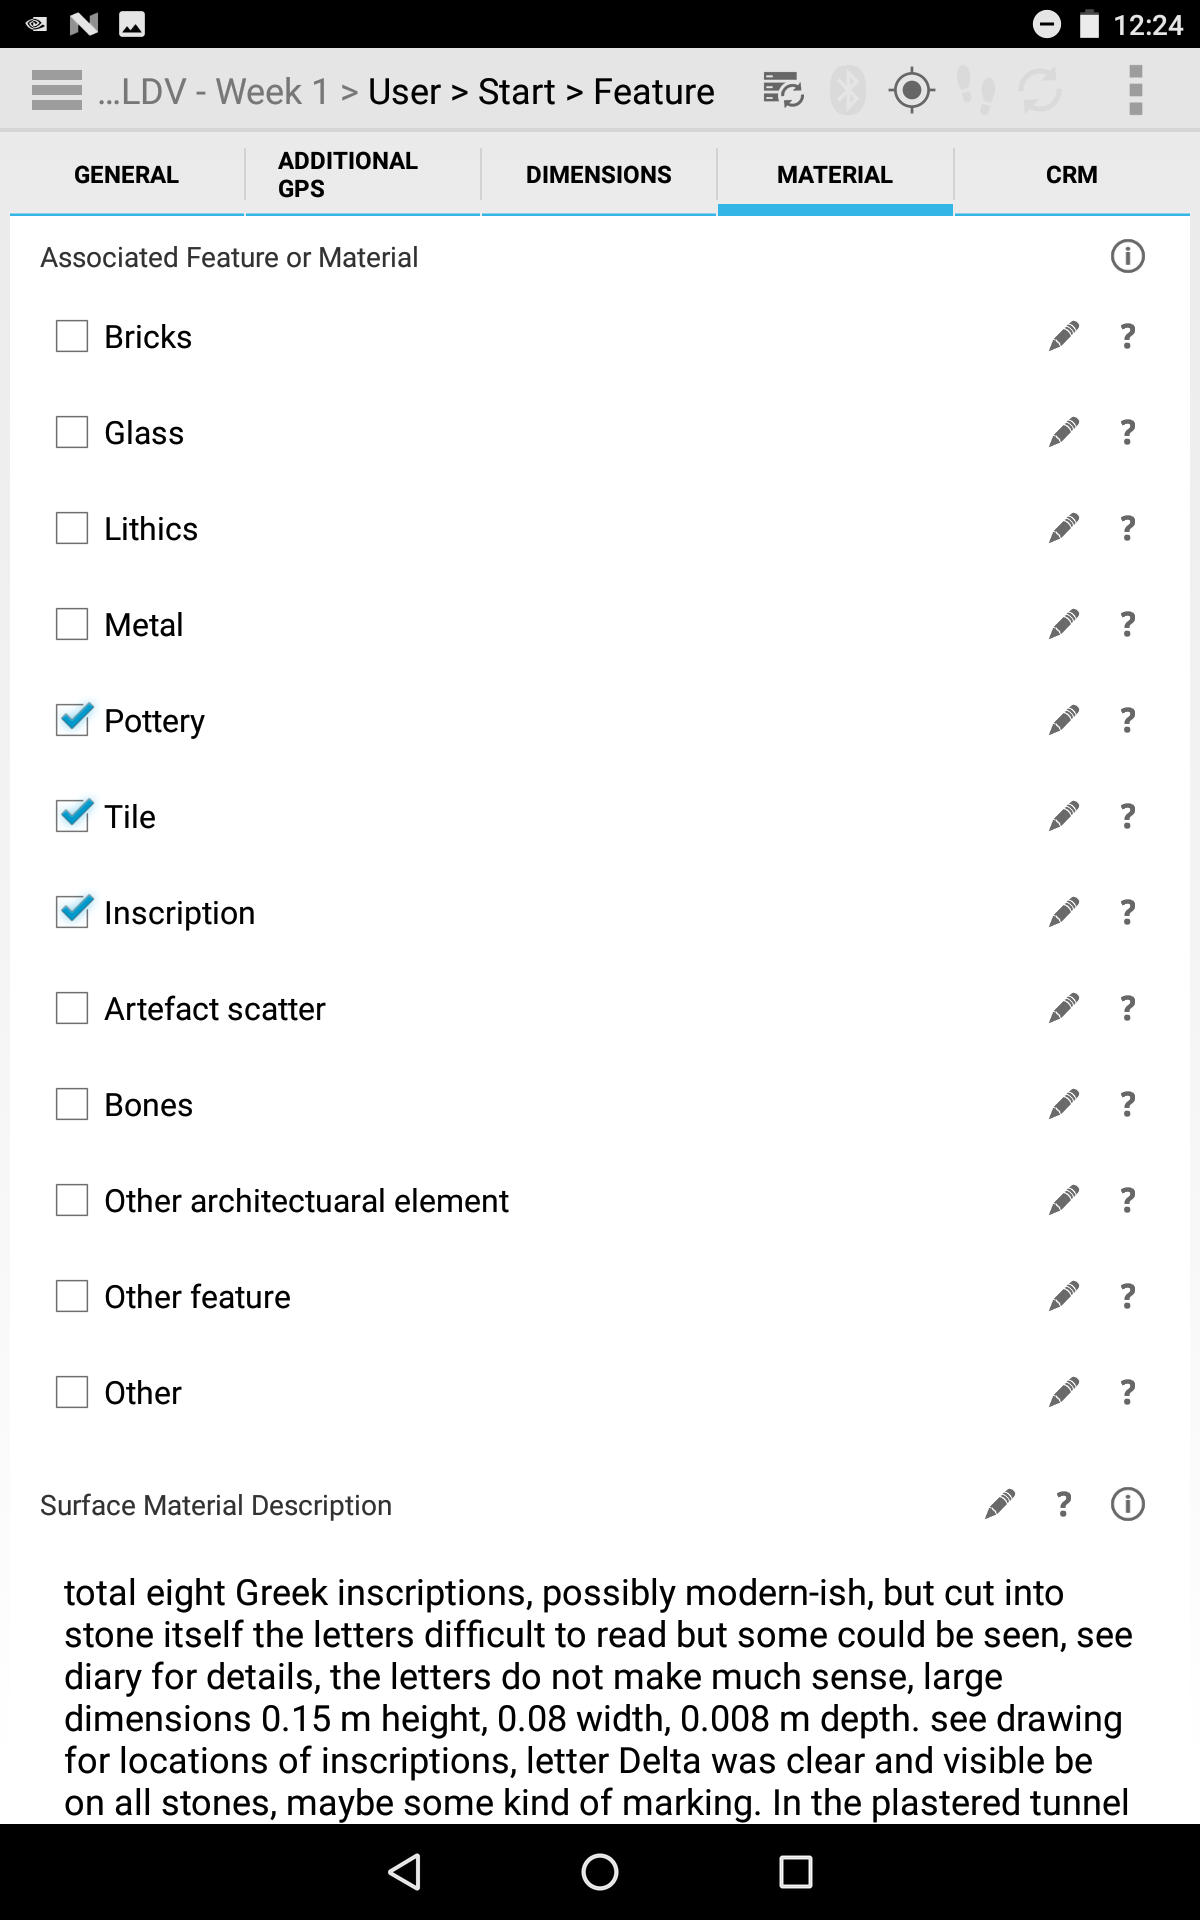 12:24
...LDV - Week 1 > User > Start > Feature
GENERAL
ADDITIONAL
GPS
DIMENSIONS
MATERIAL
CRM
Associated Feature or Material
Bricks ?
Glass ?
Lithics ?
Metal ?
Pottery ?
Tile ?
Inscription ?
Artefact scatter ?
Bones ?
Other architectuaral element ?
Other feature ?
Other ?
Surface Material Description ?
total eight Greek inscriptions, possibly modern-ish, but cut into
stone itself the letters difficult to read but some could be seen, see
diary for details, the letters do not make much sense, large
dimensions 0.15 m height, 0.08 width, 0.008 m depth. see drawing
for locations of inscriptions, letter Delta was clear and visible be
on all stones, maybe some kind of marking. In the plastered tunnel